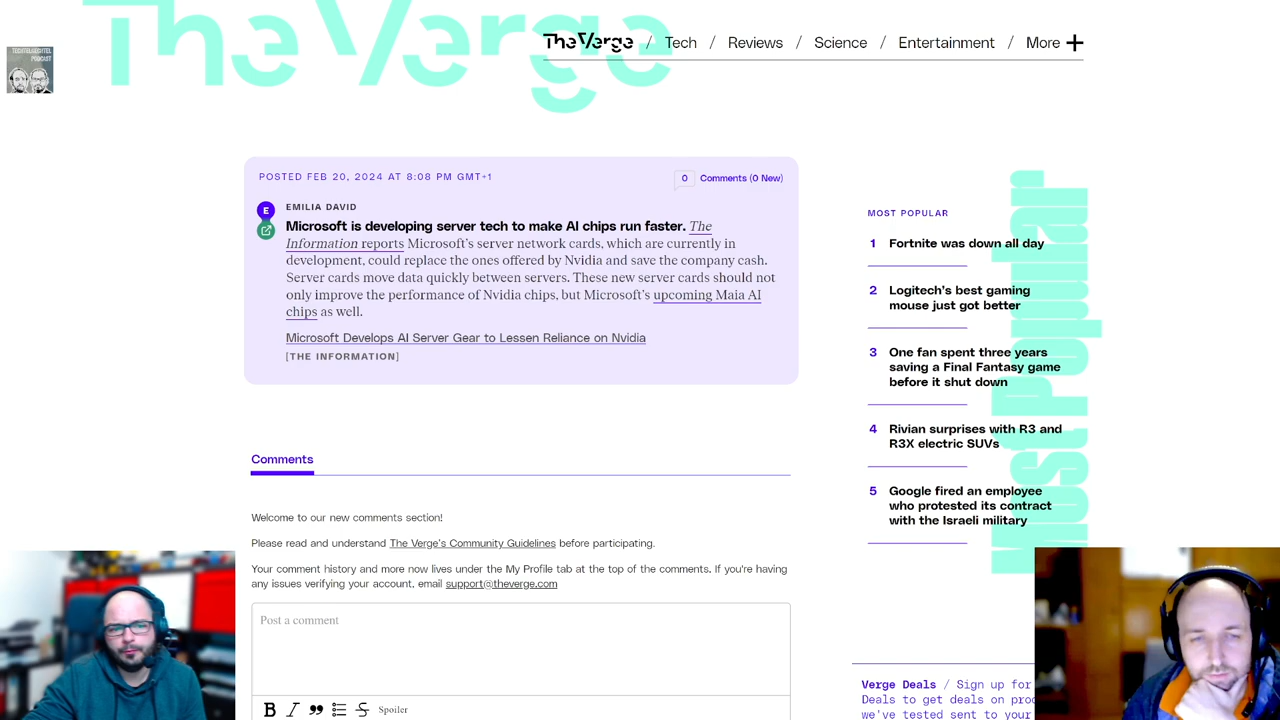 The Verge
TECHTELMECHTEL
PODCAST
The Verge / Tech / Reviews / Science / Entertainment / More
POSTED FEB 20, 2024 AT 8:08 PM GMT+1
0 Comments (0 New)
E
EMILIA DAVID
Microsoft is developing server tech to make AI chips run faster. The
Information reports Microsoft's server network cards, which are currently in
development, could replace the ones offered by Nvidia and save the company cash.
Server cards move data quickly between servers. These new server cards should not
only improve the performance of Nvidia chips, but Microsoft's upcoming Maia AI
chips as well.
Microsoft Develops AI Server Gear to Lessen Reliance on Nvidia
[THE INFORMATION]
Comments
Welcome to our new comments section!
Please read and understand The Verge's Community Guidelines before participating.
Your comment history and more now lives under the My Profile tab at the top of the comments. If you're having
any issues verifying your account, email support@theverge.com
Post a comment
B I S Spoiler
Most Popular
MOST POPULAR
1 Fortnite was down all day
2 Logitech's best gaming
mouse just got better
3 One fan spent three years
saving a Final Fantasy game
before it shut down
4 Rivian surprises with R3 and
R3X electric SUVs
5 Google fired an employee
who protested its contract
with the Israeli military
Verge Deals / Sign up for
Deals to get deals on
we've tested sent to your